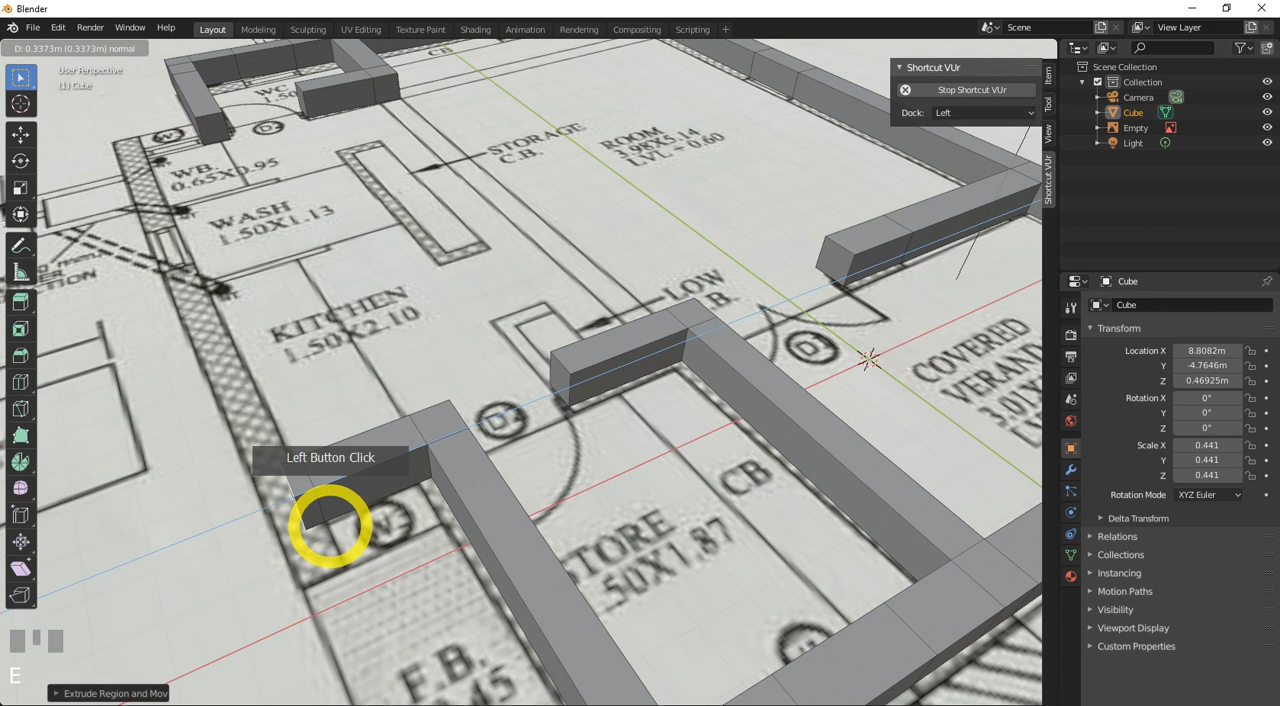 Blender
File Edit Render Window Help
Layout Modeling Sculpting UV Editing Texture Paint Shading Animation Rendering Compositing Scripting +
Scene
View Layer
D: 0.3373m (0.3373m) normal
User Perspective
(1) Cube
Shortcut VUr
Stop Shortcut VUr
Dock: Left
Item
Tool
View
Shortcut VUr
Scene Collection
Collection
Camera
Cube
Empty
Light
Cube
Cube
Transform
Location X 8.8082m
Y -4.7646m
Z 0.46925m
Rotation X 0°
Y 0°
Z 0°
Scale X 0.441
Y 0.441
Z 0.441
Rotation Mode XYZ Euler
Delta Transform
Relations
Collections
Instancing
Motion Paths
Visibility
Viewport Display
Custom Properties
CB
WC
W.B.
0.65X0.95
WASH
1.50X1.13
STORAGE
C.B.
ROOM
3.98X5.14
LVL + 0.60
KITCHEN
1.50X2.10
LOW
COVERED
D3
CB
STORE
.50X1.87
F.B.
Left Button Click
E
Extrude Region and Mov